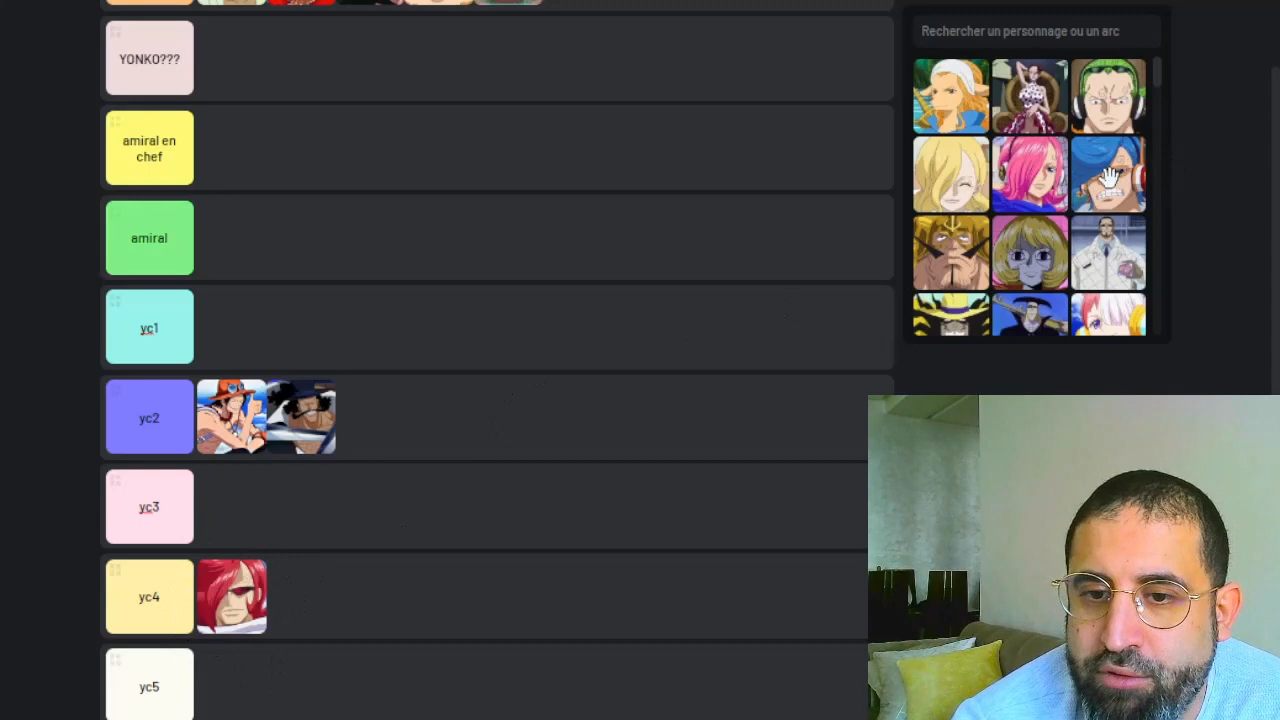 YONKO???
Rechercher un personnage ou un arc
amiral en
chef
amiral
yc1
yc2
yc3
yc4
yc5